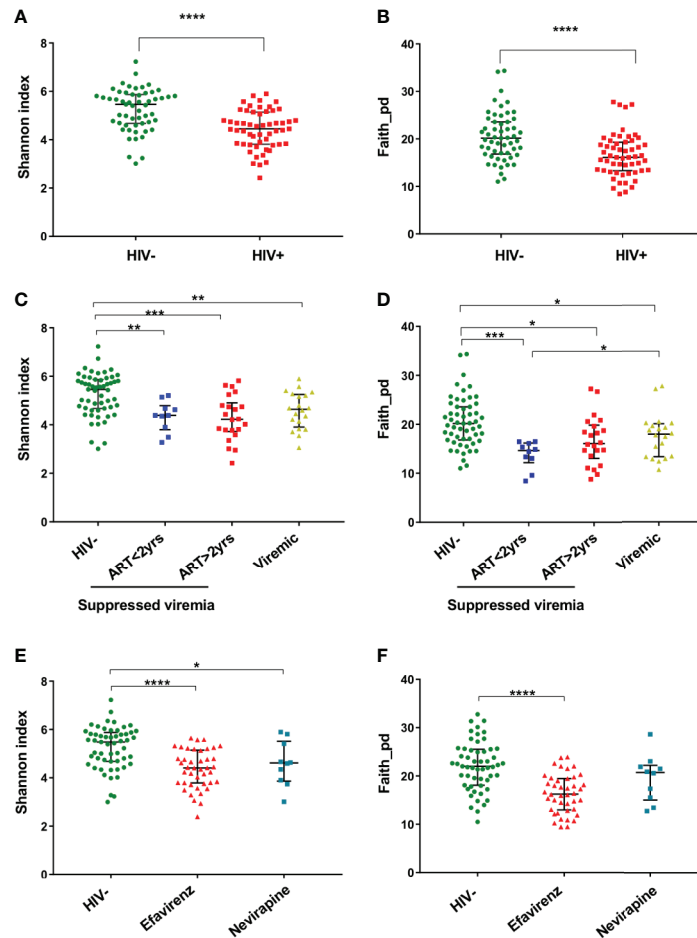 A
****
Shannon index
8
6
4
2
0
HIV-
HIV+
B
****
Faith_pd
40
30
20
10
0
HIV-
HIV+
C
**
***
**
Shannon index
8
6
4
2
0
HIV-
ART<2yrs
ART>2yrs
Viremic
Suppressed viremia
D
*
*
***
*
Faith_pd
40
30
20
10
0
HIV-
ART<2yrs
ART>2yrs
Viremic
Suppressed viremia
E
*
****
Shannon index
8
6
4
2
0
HIV-
Efavirenz
Nevirapine
F
****
Faith_pd
40
30
20
10
0
HIV-
Efavirenz
Nevirapine